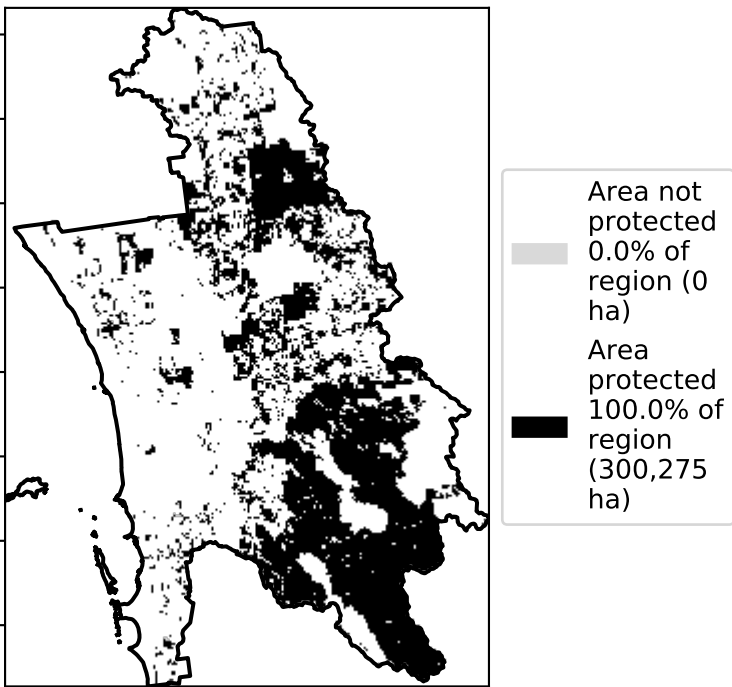 Area not
protected
0.0% of
region (0
ha)
Area
protected
100.0% of
region
(300,275
ha)